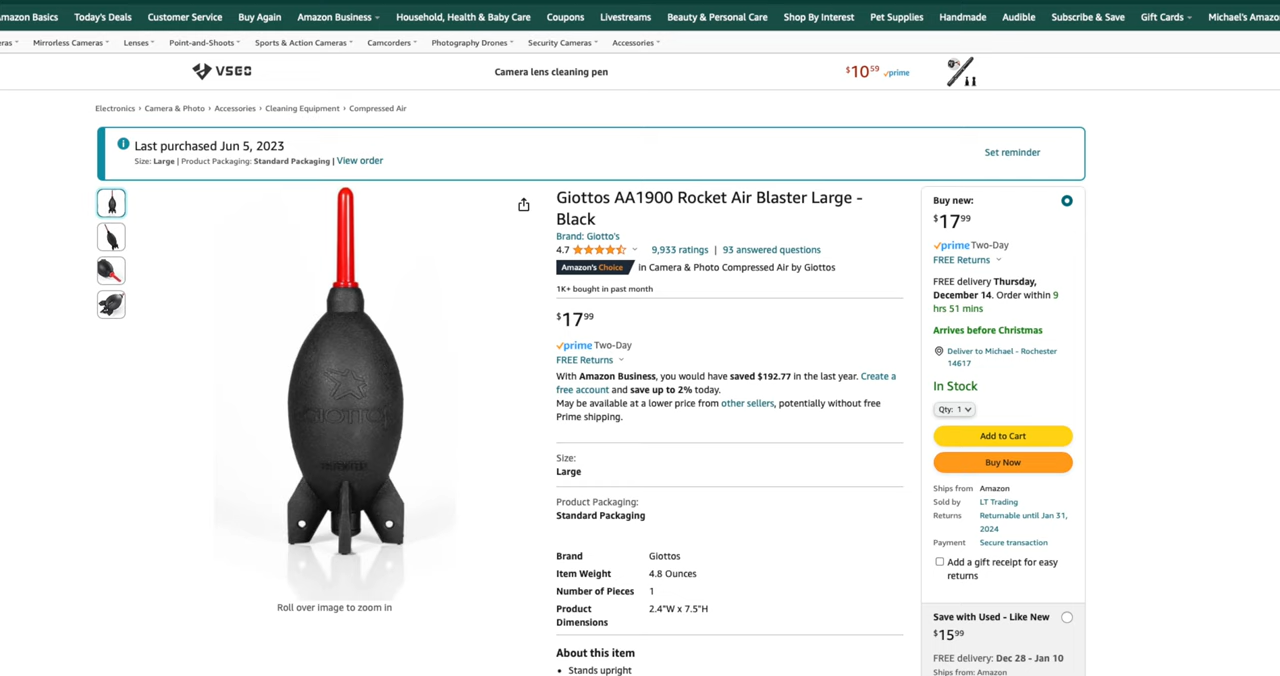 mazon Basics Today's Deals Customer Service Buy Again Amazon Business Household, Health & Baby Care Coupons Livestreams Beauty & Personal Care Shop By Interest Pet Supplies Handmade Audible Subscribe & Save Gift Cards Michael's Amazo
eras Mirrorless Cameras Lenses Point-and-Shoots Sports & Action Cameras Camcorders Photography Drones Security Cameras Accessories
VSGO Camera lens cleaning pen $10⁵⁹ prime
Electronics › Camera & Photo › Accessories › Cleaning Equipment › Compressed Air
Last purchased Jun 5, 2023
Size: Large | Product Packaging: Standard Packaging | View order
Set reminder
GIOTTOS
Roll over image to zoom in
Giottos AA1900 Rocket Air Blaster Large -
Black
Brand: Giotto's
4.7 9,933 ratings | 93 answered questions
Amazon's Choice in Camera & Photo Compressed Air by Giottos
1K+ bought in past month
$17⁹⁹
prime Two-Day
FREE Returns
With Amazon Business, you would have saved $192.77 in the last year. Create a
free account and save up to 2% today.
May be available at a lower price from other sellers, potentially without free
Prime shipping.
Size:
Large
Product Packaging:
Standard Packaging
Brand Giottos
Item Weight 4.8 Ounces
Number of Pieces 1
Product 2.4"W x 7.5"H
Dimensions
About this item
• Stands upright
Buy new:
$17⁹⁹
prime Two-Day
FREE Returns
FREE delivery Thursday,
December 14. Order within 9
hrs 51 mins
Arrives before Christmas
Deliver to Michael - Rochester
14617
In Stock
Qty: 1
Add to Cart
Buy Now
Ships from Amazon
Sold by LT Trading
Returns Returnable until Jan 31,
2024
Payment Secure transaction
Add a gift receipt for easy
returns
Save with Used - Like New
$15⁹⁹
FREE delivery: Dec 28 - Jan 10
Ships from: Amazon